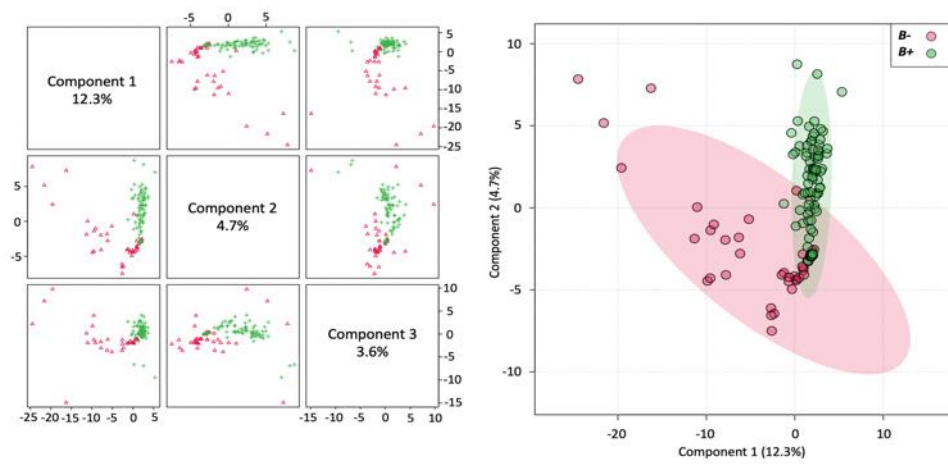 -5 0 5
5
0
-5
-10
-15
-20
-25
Component 1
12.3%
5
0
-5
Component 2
4.7%
5
0
-5
-10
-15
Component 3
3.6%
-25 -20 -15 -10 -5 0 5
-15 -10 -5 0 5 10
B-
B+
10
5
0
-5
-10
Component 2 (4.7%)
-20 -10 0 10
Component 1 (12.3%)